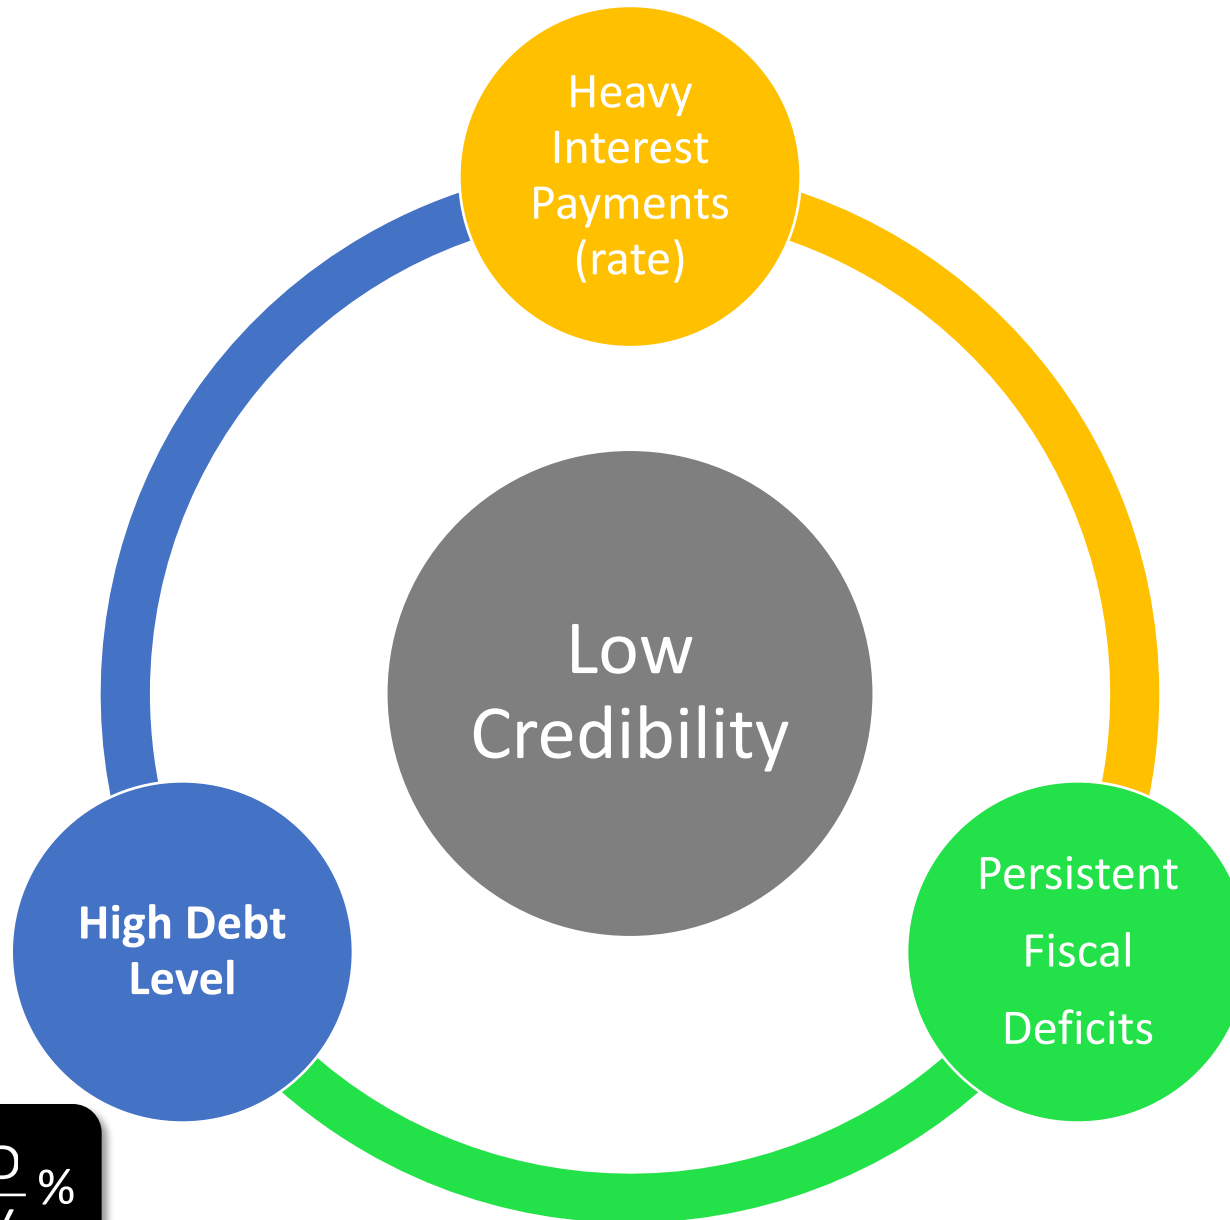 Heavy
Interest
Payments
(rate)
Low
Credibility
High Debt
Level
Persistent
Fiscal
Deficits
%